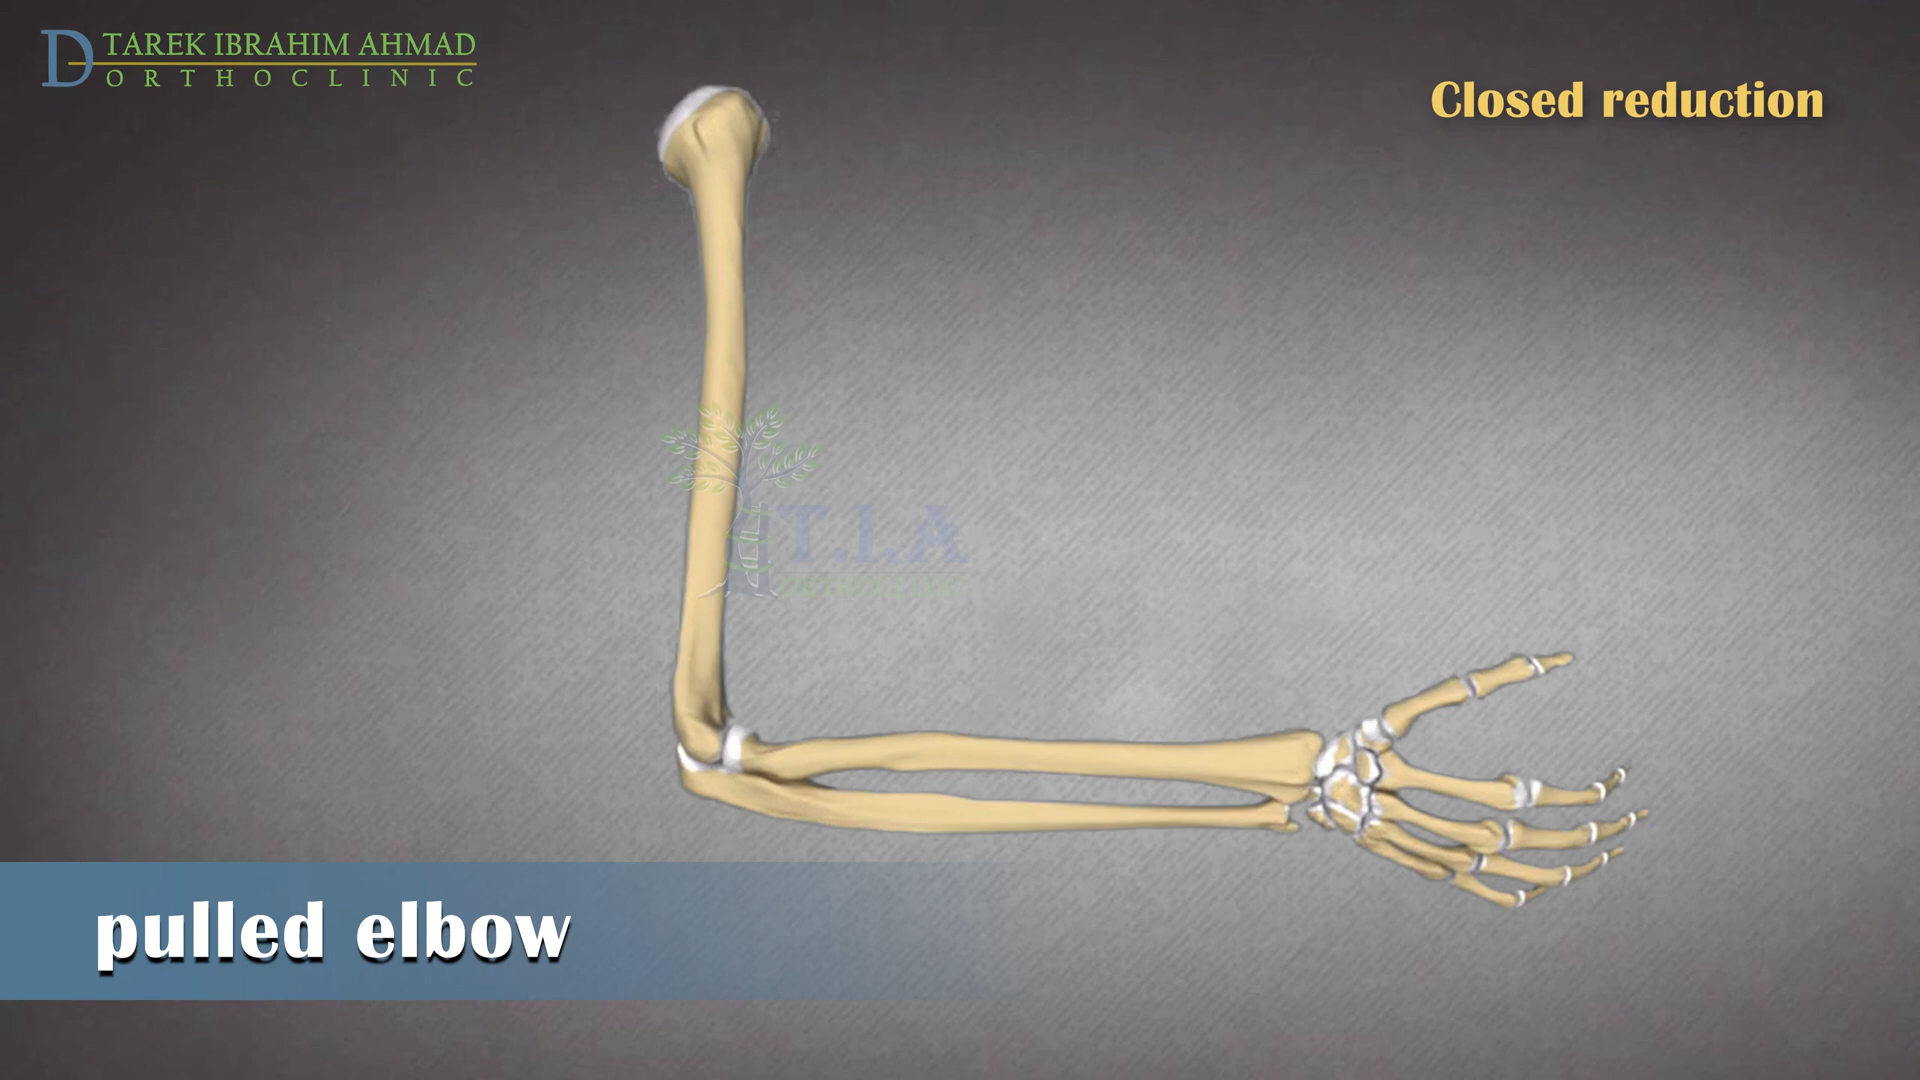 D TAREK IBRAHIM AHMAD
ORTHOCLINIC
Closed reduction
T.I.A
pulled elbow